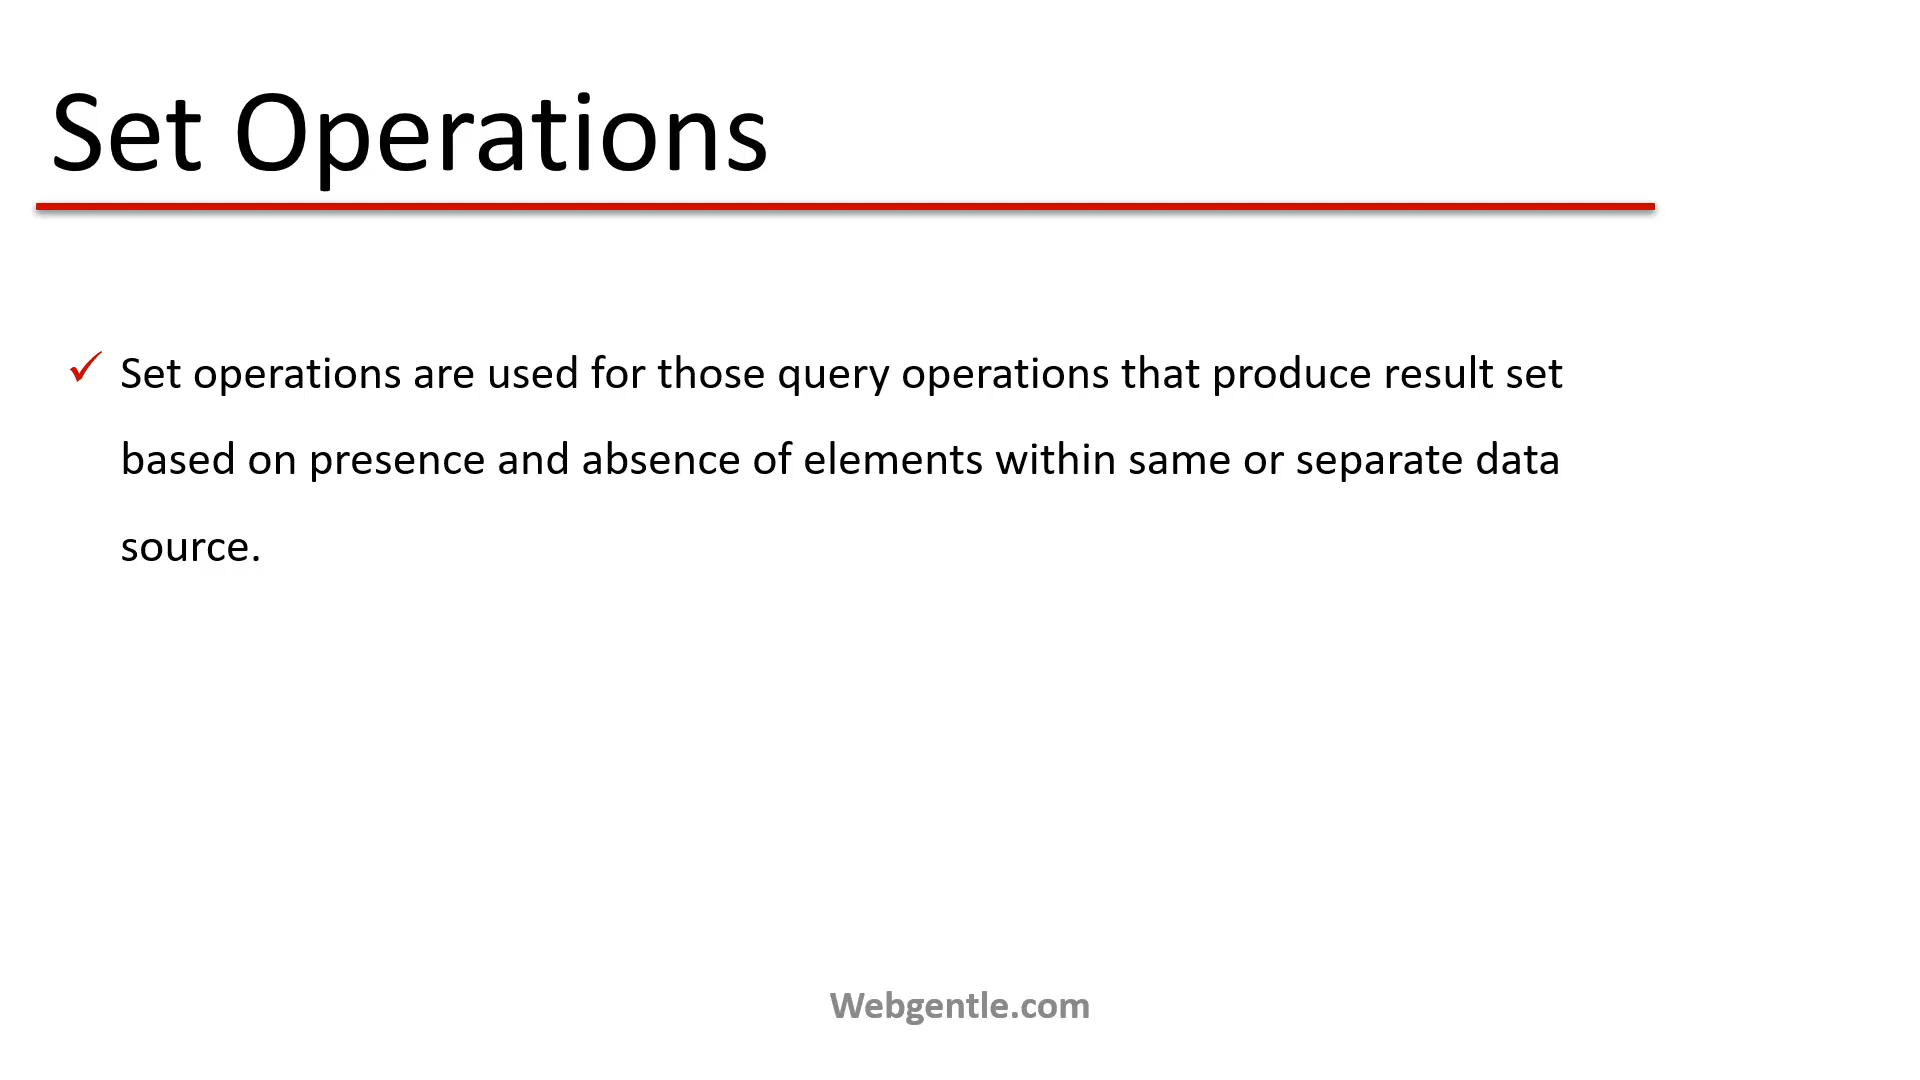 Set Operations
✓ Set operations are used for those query operations that produce result set
based on presence and absence of elements within same or separate data
source.
Webgentle.com